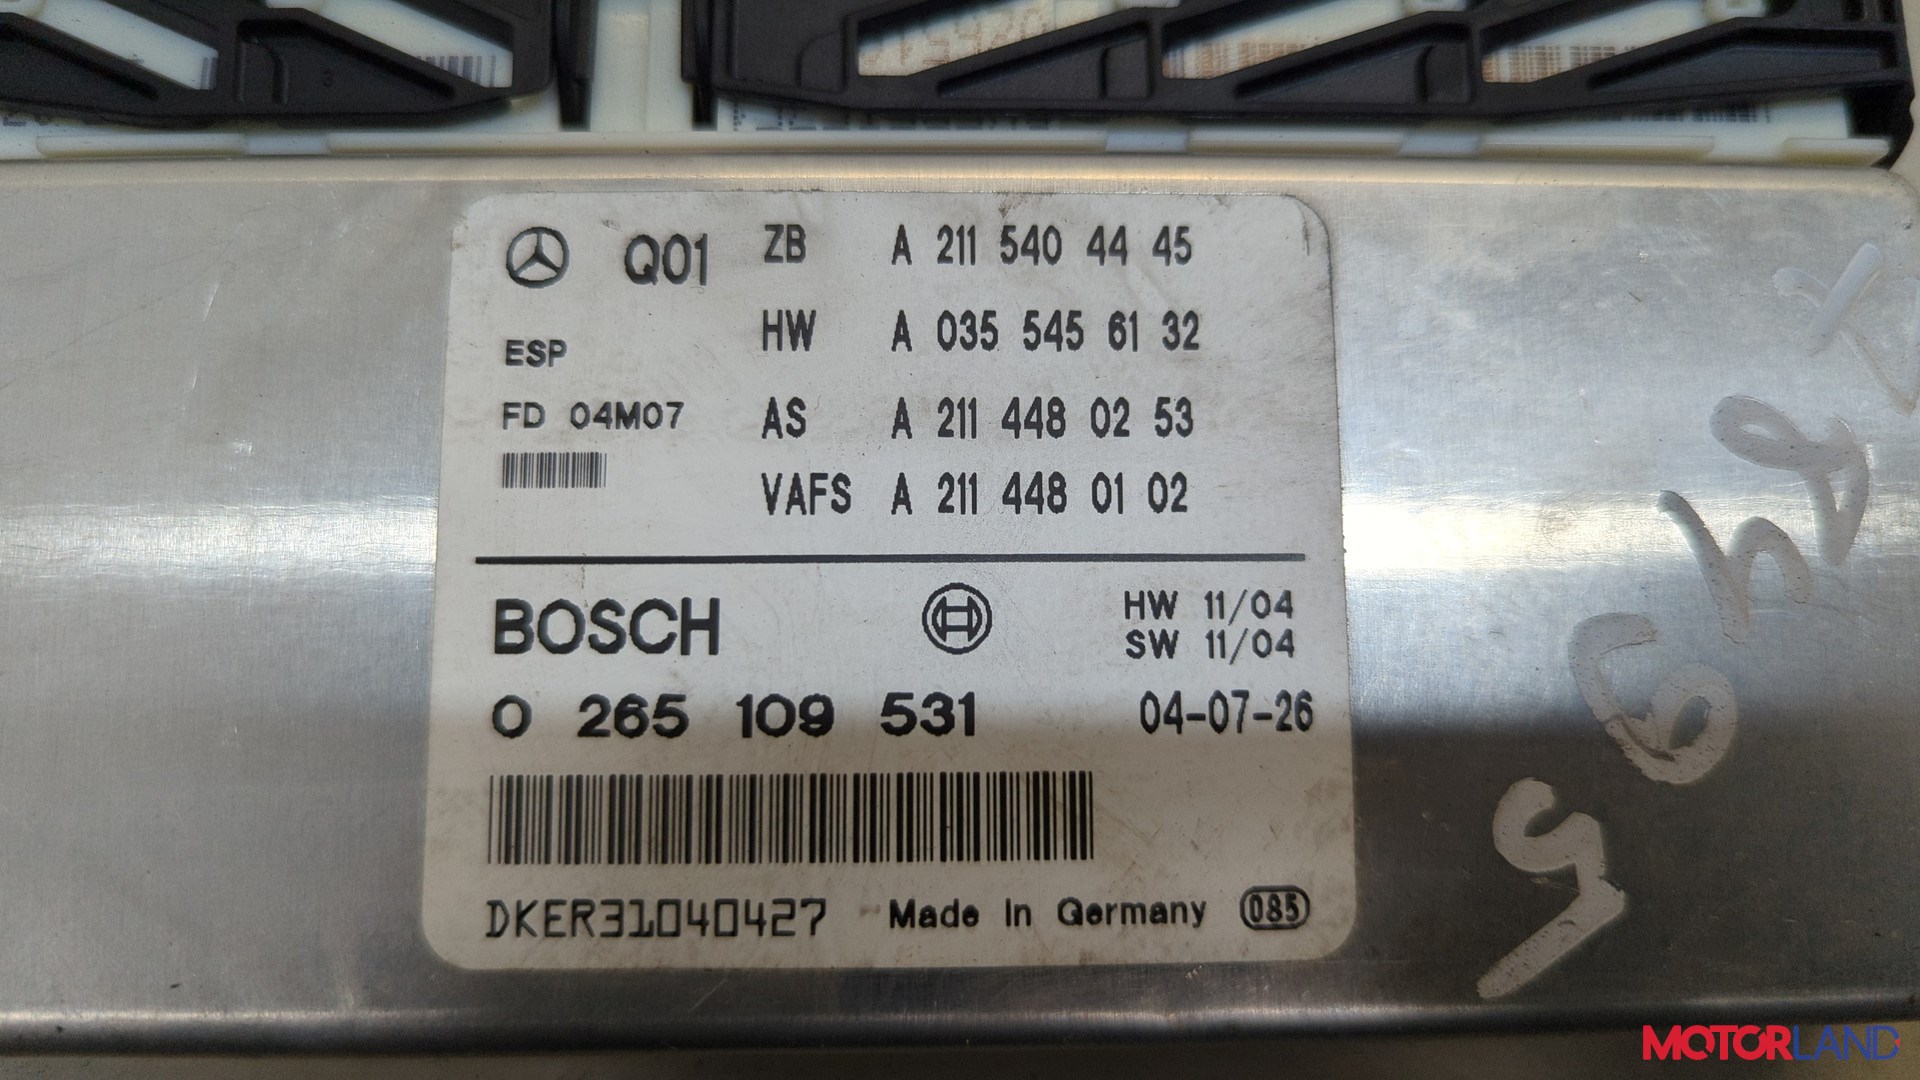 Q01
ZB A 211 540 44 45
HW A 035 545 61 32
ESP
FD 04M07
AS A 211 448 02 53
VAFS A 211 448 01 02
BOSCH
HW 11/04
SW 11/04
0 265 109 531
04-07-26
DKER31040427 Made In Germany 085
MOTORLAND